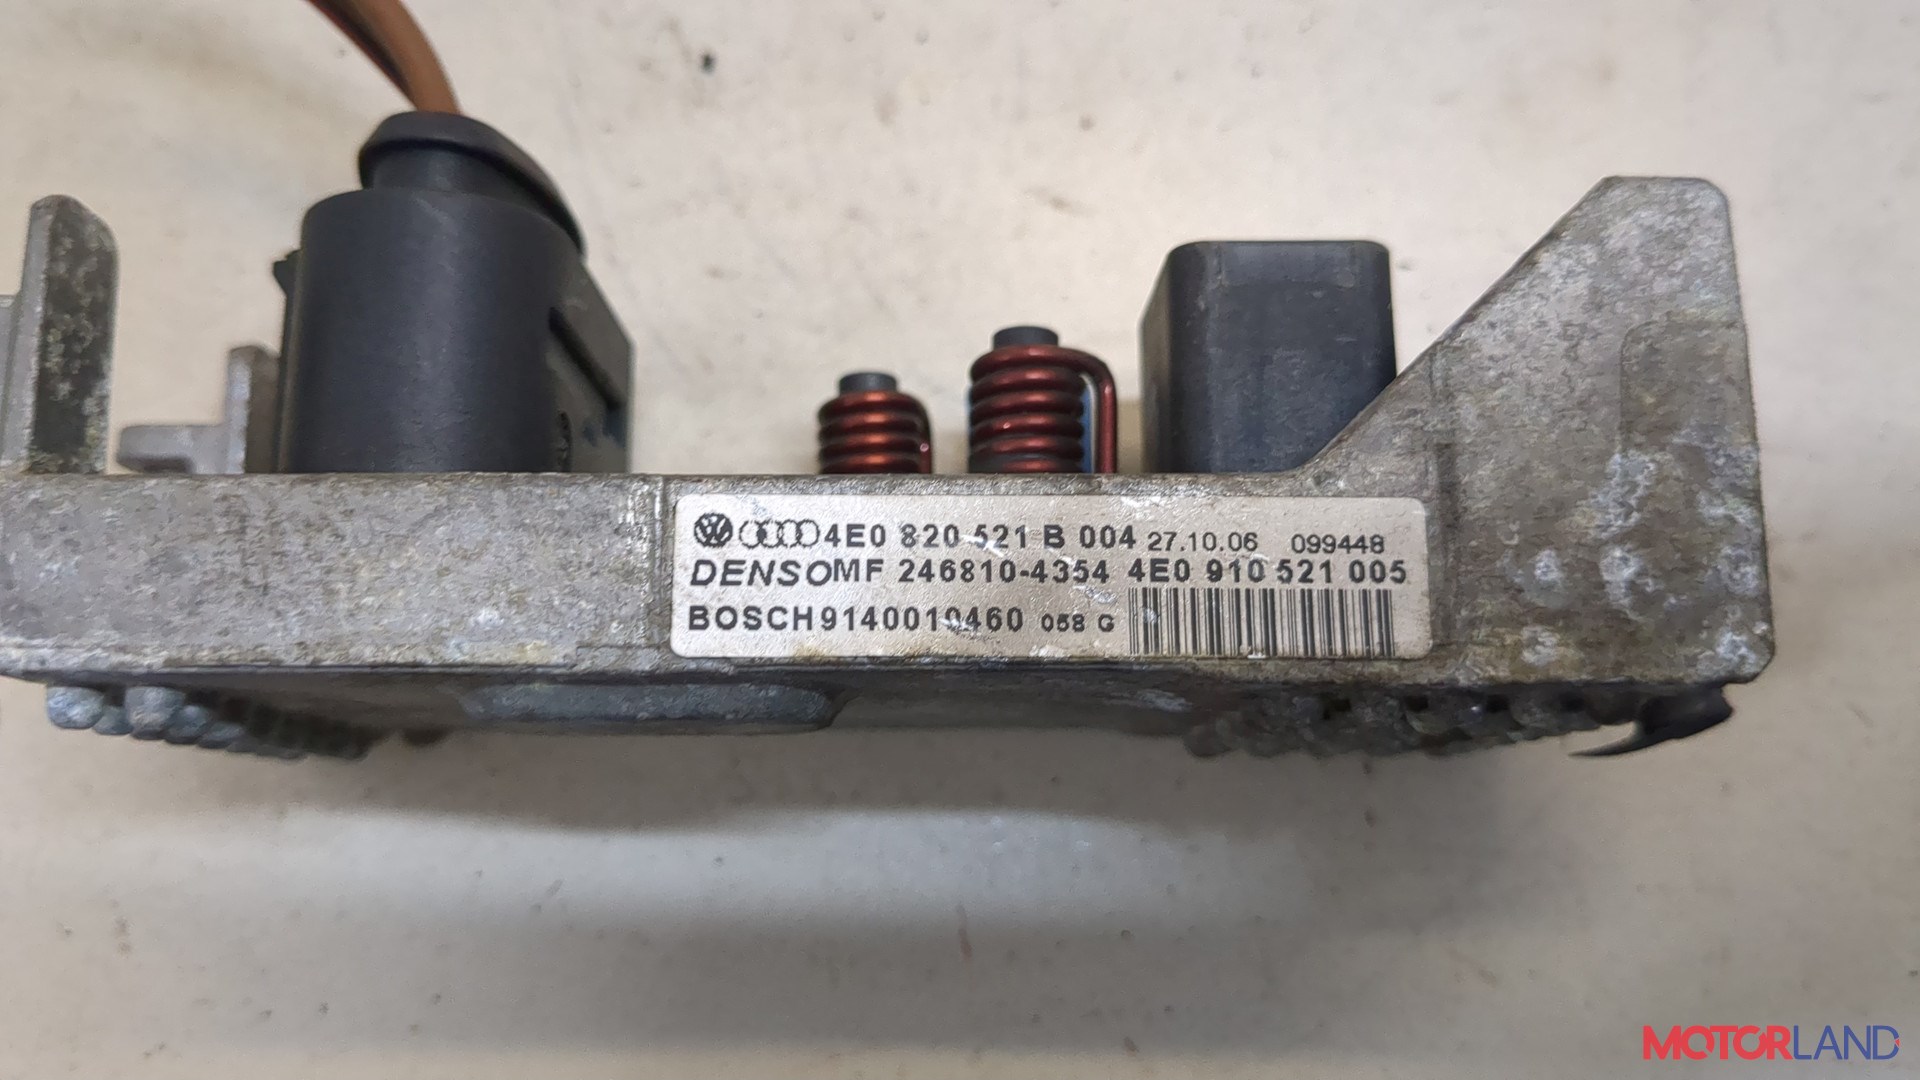 4E0 820 521 B 004 27.10.06 099448
DENSO MF 246810-4354 4E0 910 521 005
BOSCH 9140010460 058 G
MOTORLAND